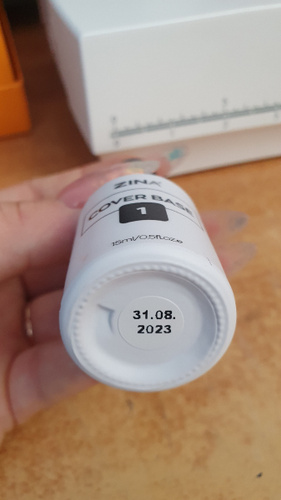 ZINA
COVER BASE
1
15ml/0.5fl.oz
31.08.
2023